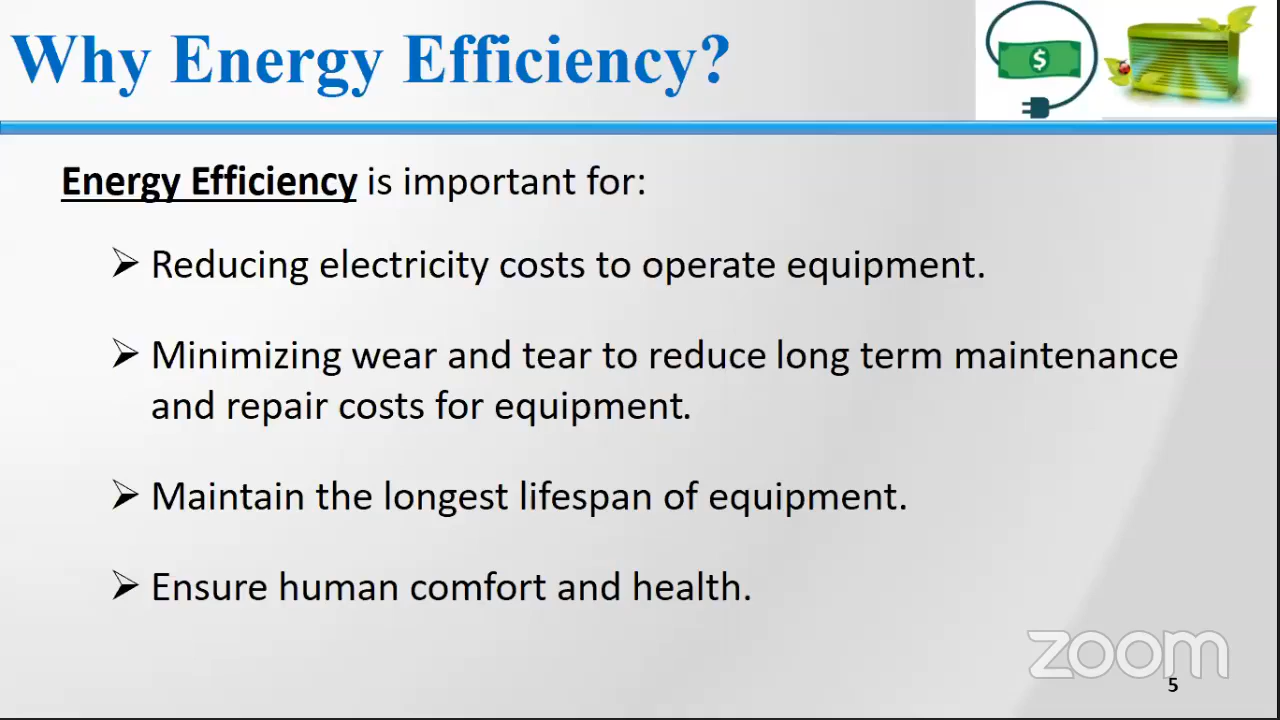 Why Energy Efficiency?
$
Energy Efficiency is important for:
➢ Reducing electricity costs to operate equipment.
➢ Minimizing wear and tear to reduce long term maintenance
and repair costs for equipment.
➢ Maintain the longest lifespan of equipment.
➢ Ensure human comfort and health.
zoom
5